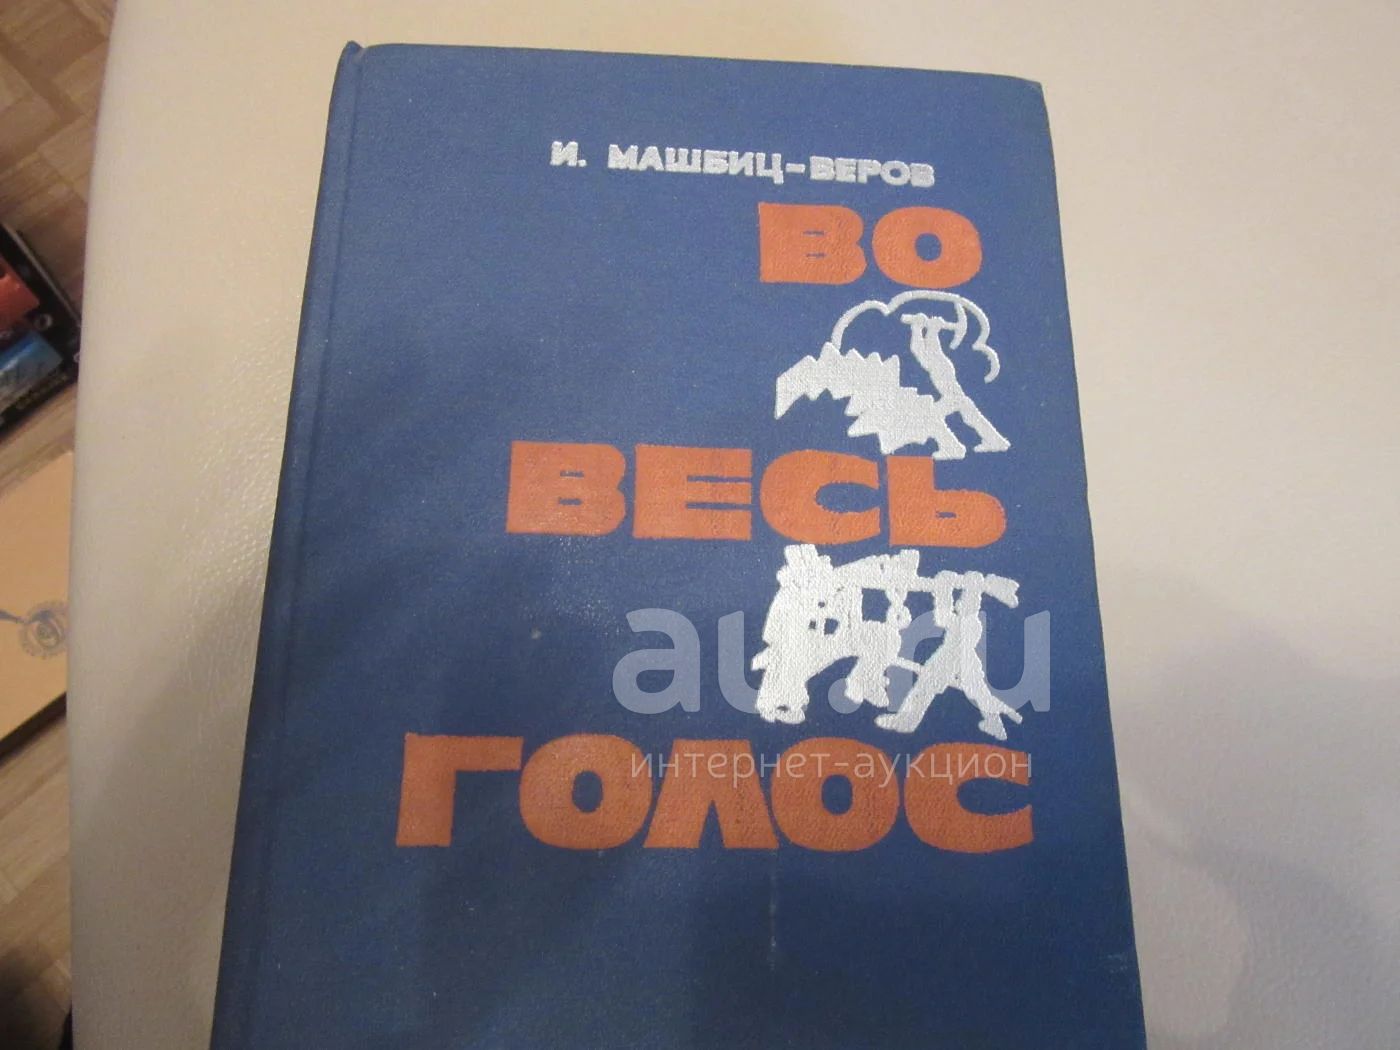 И. МАШБИЦ-ВЕРОВ
ВО
ВЕСЬ
ГОЛОС
au.ru
интернет-аукцион